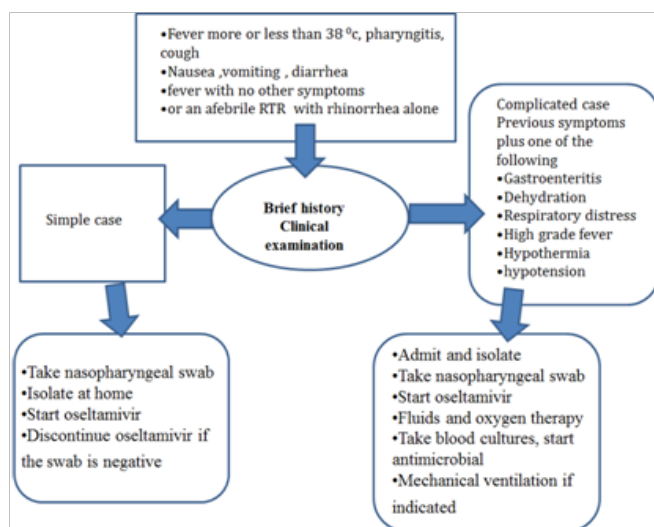 •Fever more or less than 38 ⁰c, pharyngitis,
cough
•Nausea ,vomiting , diarrhea
•fever with no other symptoms
•or an afebrile RTR with rhinorrhea alone
Brief history
Clinical
examination
Simple case
Complicated case
Previous symptoms
plus one of the
following
•Gastroenteritis
•Dehydration
•Respiratory distress
•High grade fever
•Hypothermia
•hypotension
•Take nasopharyngeal swab
•Isolate at home
•Start oseltamivir
•Discontinue oseltamivir if
the swab is negative
•Admit and isolate
•Take nasopharyngeal swab
•Start oseltamivir
•Fluids and oxygen therapy
•Take blood cultures, start
antimicrobial
•Mechanical ventilation if
indicated